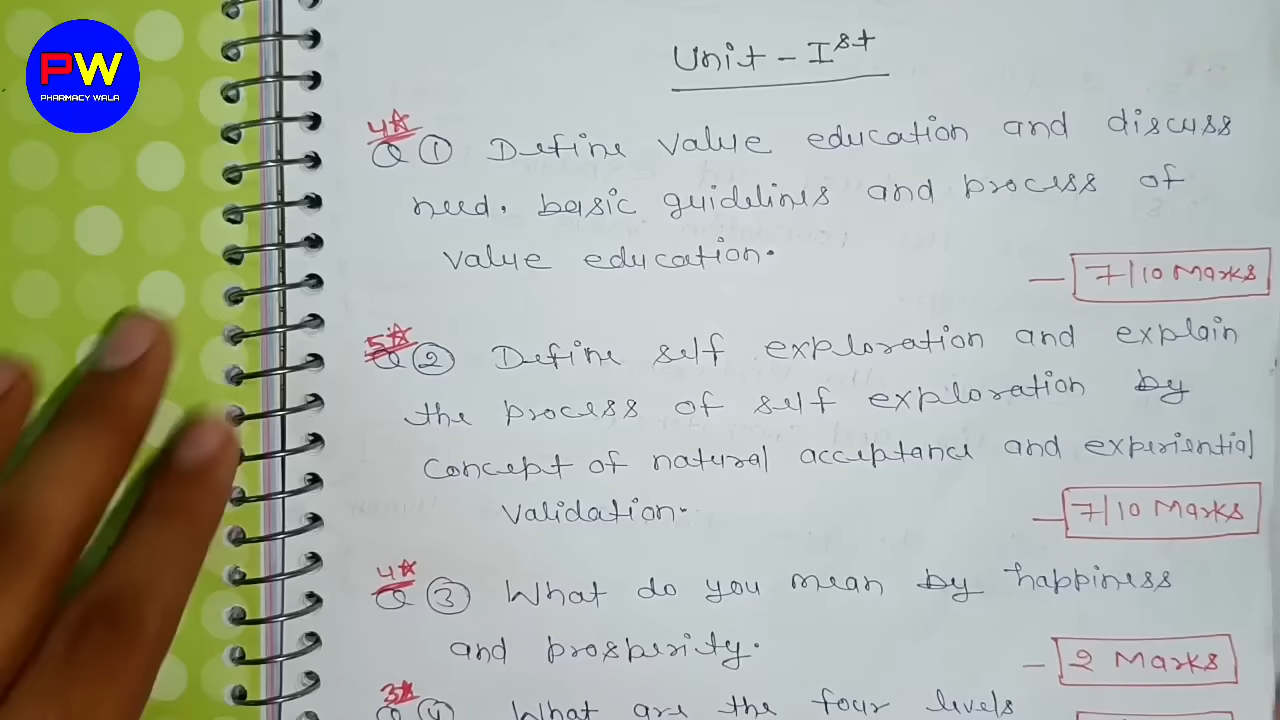 PW
PHARMACY WALA
Unit - Ist
4☆
Q ① Define value education and discuss
need. basic guidelines and process of
value education.
- 7/10 Marks
5☆
Q ② Define self exploration and explain
the process of self exploration by
concept of natural acceptance and experiential
validation.
- 7/10 Marks
4☆
Q ③ What do you mean by happiness
and prosperity.
- 2 Marks
3☆
Q ④ What are the four levels